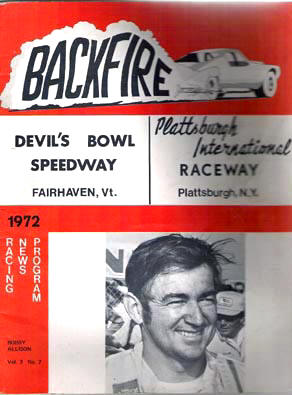 BACKFIRE
DEVIL'S BOWL
SPEEDWAY
FAIRHAVEN, Vt.
Plattsburgh
International
RACEWAY
Plattsburgh, N.Y.
1972
RACING
NEWS
PROGRAM
BOBBY
ALLISON
Vol. 3 No. 7